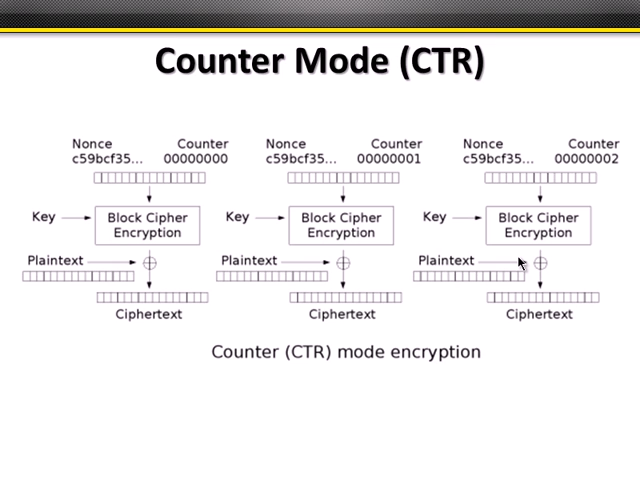 Counter Mode (CTR)
Nonce Counter Nonce Counter Nonce Counter
c59bcf35... 00000000 c59bcf35... 00000001 c59bcf35... 00000002
Key Block Cipher Encryption Key Block Cipher Encryption Key Block Cipher Encryption
Plaintext Plaintext Plaintext
Ciphertext Ciphertext Ciphertext
Counter (CTR) mode encryption